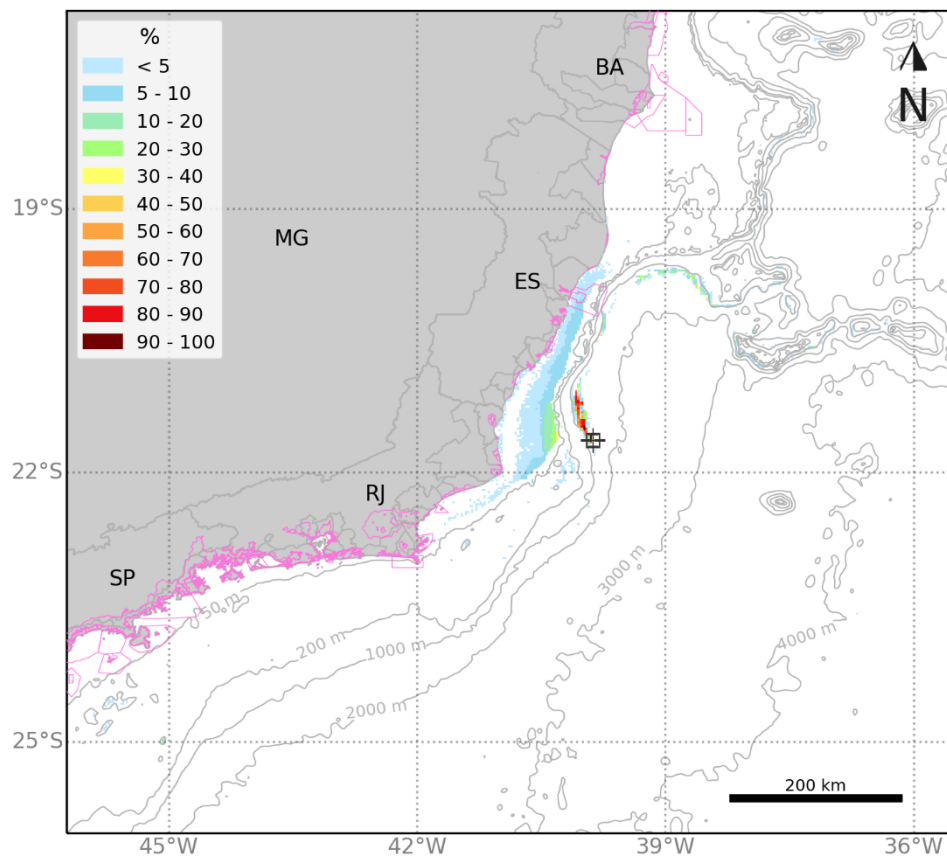 %
< 5
5 - 10
10 - 20
20 - 30
30 - 40
40 - 50
50 - 60
60 - 70
70 - 80
80 - 90
90 - 100
BA
N
19°S
MG
ES
22°S
RJ
SP
50 m
200 m
1000 m
2000 m
3000 m
4000 m
25°S
200 km
45°W
42°W
39°W
36°W